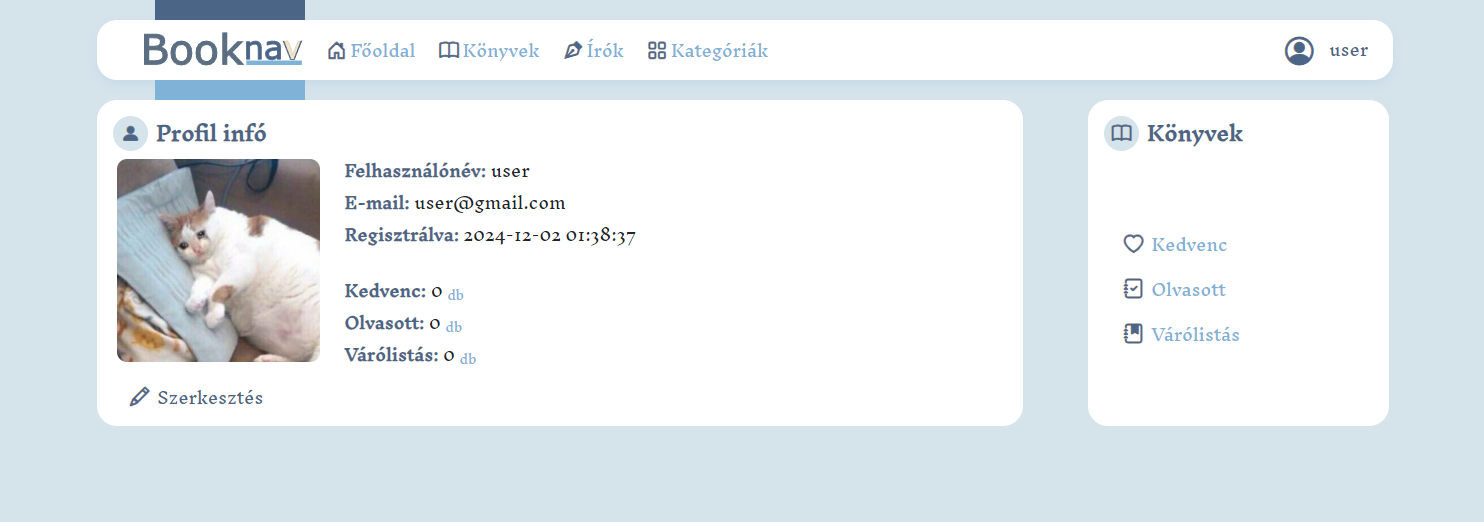 Booknav Főoldal Könyvek Írók Kategóriák user
Profil infó
Felhasználónév: user
E-mail: user@gmail.com
Regisztrálva: 2024-12-02 01:38:37
Kedvenc: 0 db
Olvasott: 0 db
Várólistás: 0 db
Szerkesztés
Könyvek
Kedvenc
Olvasott
Várólistás